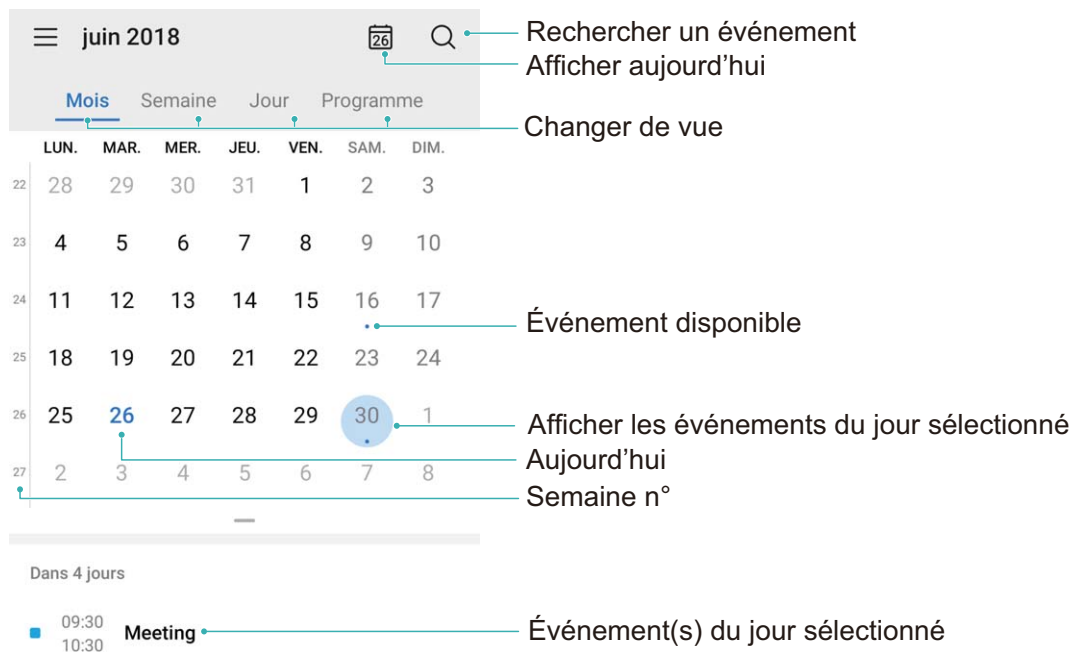 juin 2018
26
Rechercher un événement
Afficher aujourd’hui
Mois Semaine Jour Programme
Changer de vue
LUN. MAR. MER. JEU. VEN. SAM. DIM.
22 28 29 30 31 1 2 3
23 4 5 6 7 8 9 10
24 11 12 13 14 15 16 17
Événement disponible
25 18 19 20 21 22 23 24
26 25 26 27 28 29 30 1
Afficher les événements du jour sélectionné
Aujourd’hui
27 2 3 4 5 6 7 8
Semaine n°
Dans 4 jours
09:30
Meeting
10:30
Événement(s) du jour sélectionné